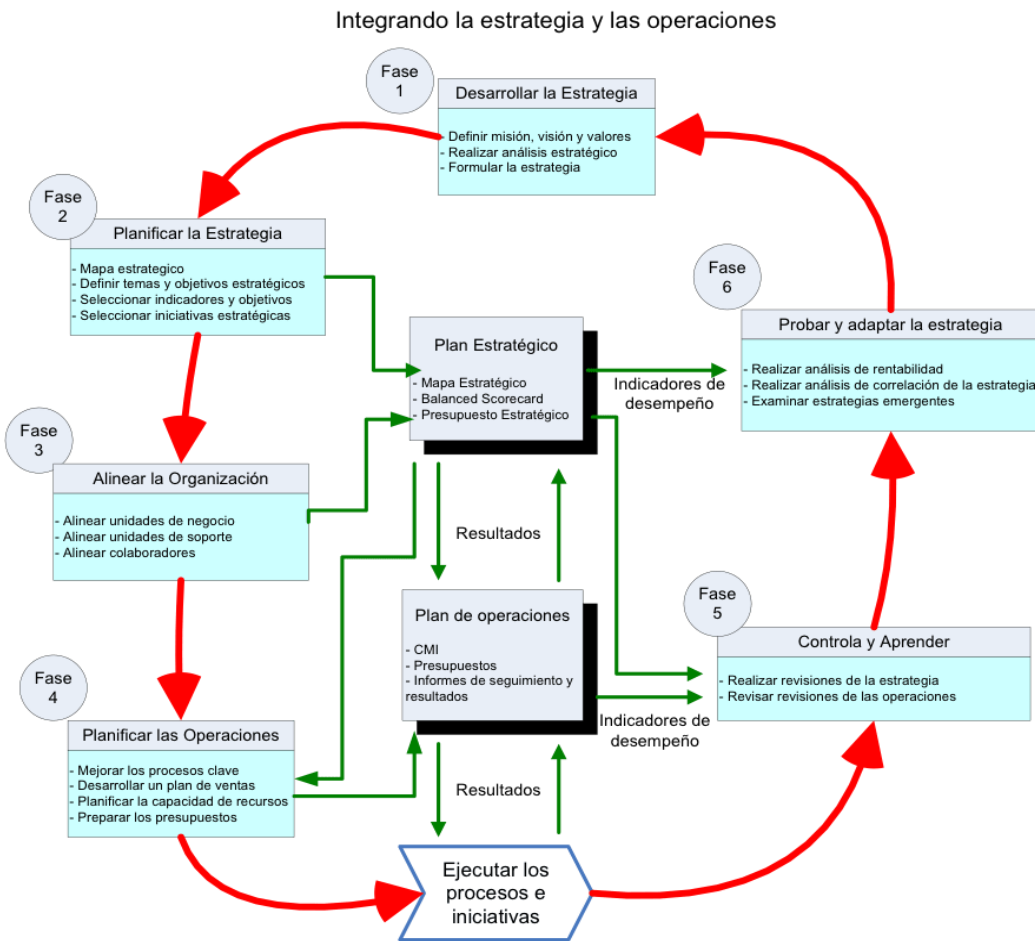 Integrando la estrategia y las operaciones
Fase
1
Desarrollar la Estrategia
- Definir misión, visión y valores
- Realizar análisis estratégico
- Formular la estrategia
Fase
2
Planificar la Estrategia
- Mapa estrategico
- Definir temas y objetivos estratégicos
- Seleccionar indicadores y objetivos
- Seleccionar iniciativas estratégicas
Fase
3
Alinear la Organización
- Alinear unidades de negocio
- Alinear unidades de soporte
- Alinear colaboradores
Fase
4
Planificar las Operaciones
- Mejorar los procesos clave
- Desarrollar un plan de ventas
- Planificar la capacidad de recursos
- Preparar los presupuestos
Plan Estratégico
- Mapa Estratégico
- Balanced Scorecard
- Presupuesto Estratégico
Indicadores de
desempeño
Resultados
Plan de operaciones
- CMI
- Presupuestos
- Informes de seguimiento y
resultados
Indicadores de
desempeño
Resultados
Ejecutar los
procesos e
iniciativas
Fase
5
Controla y Aprender
- Realizar revisiones de la estrategia
- Revisar revisiones de las operaciones
Fase
6
Probar y adaptar la estrategia
- Realizar análisis de rentabilidad
- Realizar análisis de correlación de la estrategia
- Examinar estrategias emergentes